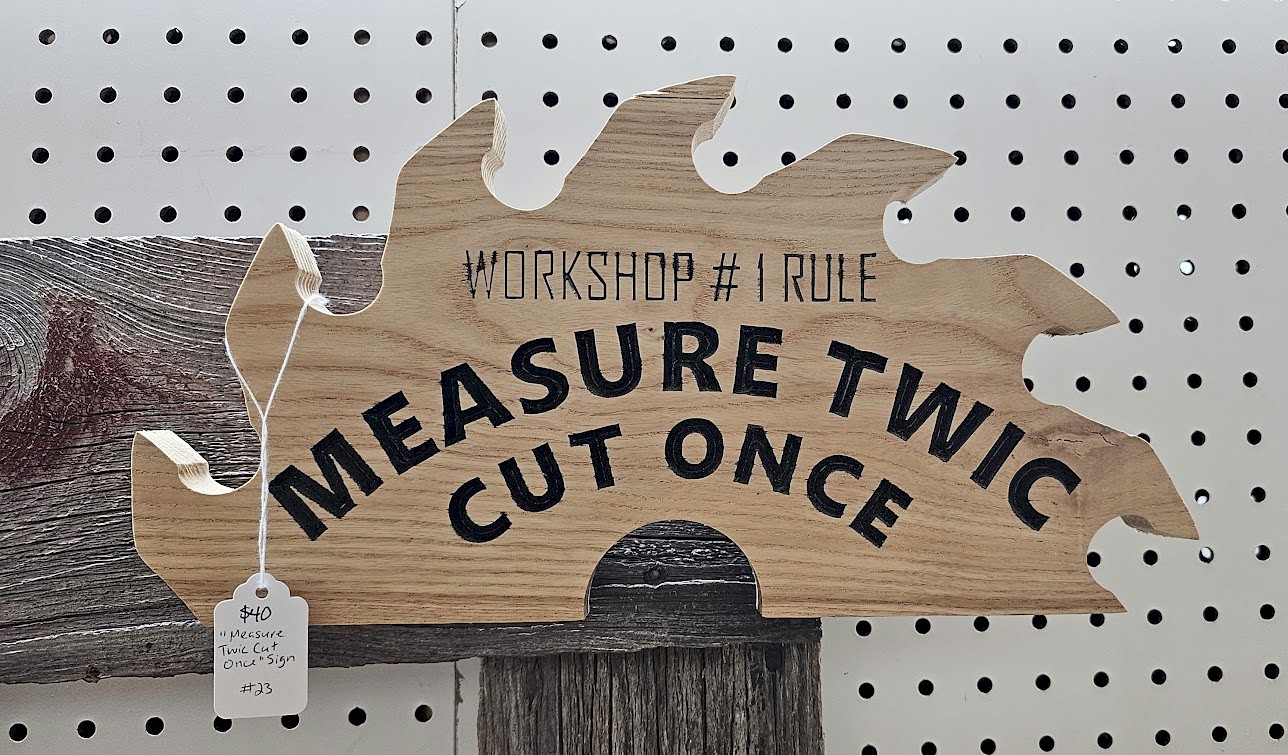 WORKSHOP # 1 RULE
MEASURE TWIC
CUT ONCE
$40
"Measure
Twic Cut
Once" Sign
#23